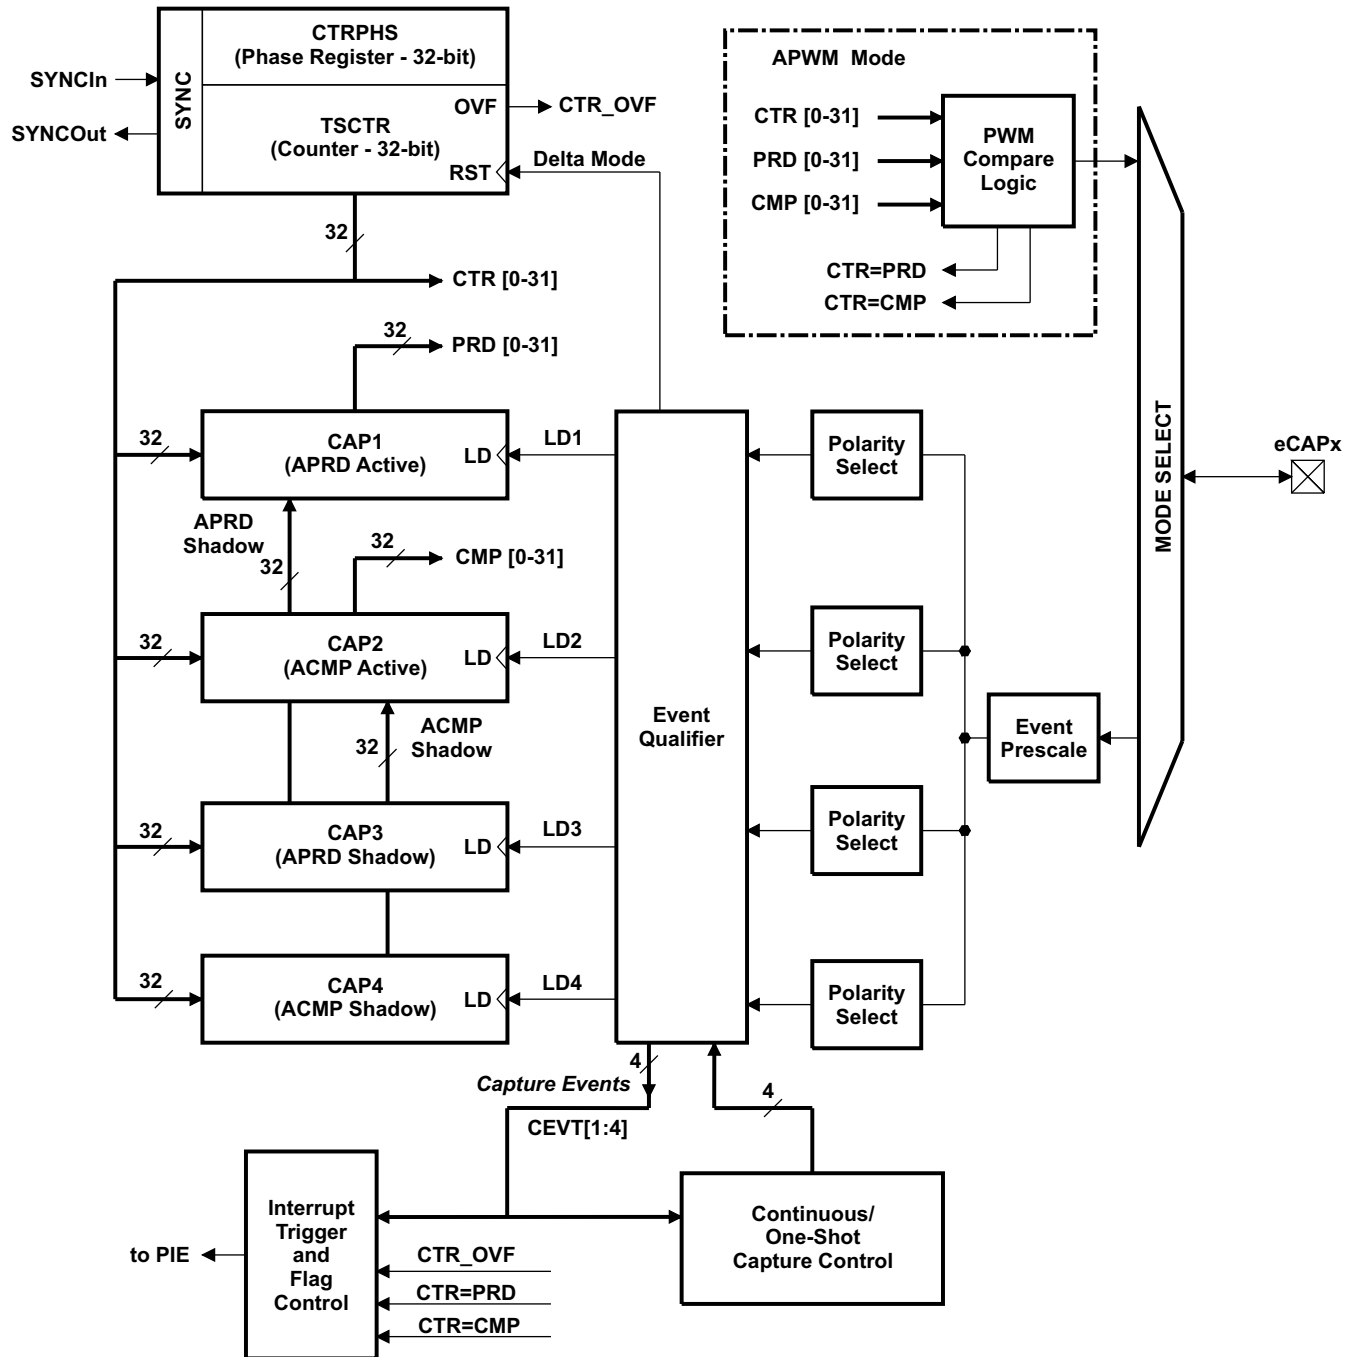 CTRPHS
(Phase Register - 32-bit)
SYNC
SYNCIn
SYNCOut
OVF
CTR_OVF
TSCTR
(Counter - 32-bit)
RST
Delta Mode
32
CTR [0-31]
32
PRD [0-31]
APWM Mode
CTR [0-31]
PRD [0-31]
CMP [0-31]
PWM
Compare
Logic
CTR=PRD
CTR=CMP
MODE SELECT
eCAPx
32
CAP1
(APRD Active)
LD
LD1
Polarity
Select
APRD
Shadow
32
32
CMP [0-31]
32
CAP2
(ACMP Active)
LD
LD2
Polarity
Select
ACMP
Shadow
32
Event
Qualifier
Event
Prescale
32
CAP3
(APRD Shadow)
LD
LD3
Polarity
Select
32
CAP4
(ACMP Shadow)
LD
LD4
Polarity
Select
4
Capture Events
CEVT[1:4]
4
Interrupt
Trigger
and
Flag
Control
to PIE
CTR_OVF
CTR=PRD
CTR=CMP
Continuous/
One-Shot
Capture Control